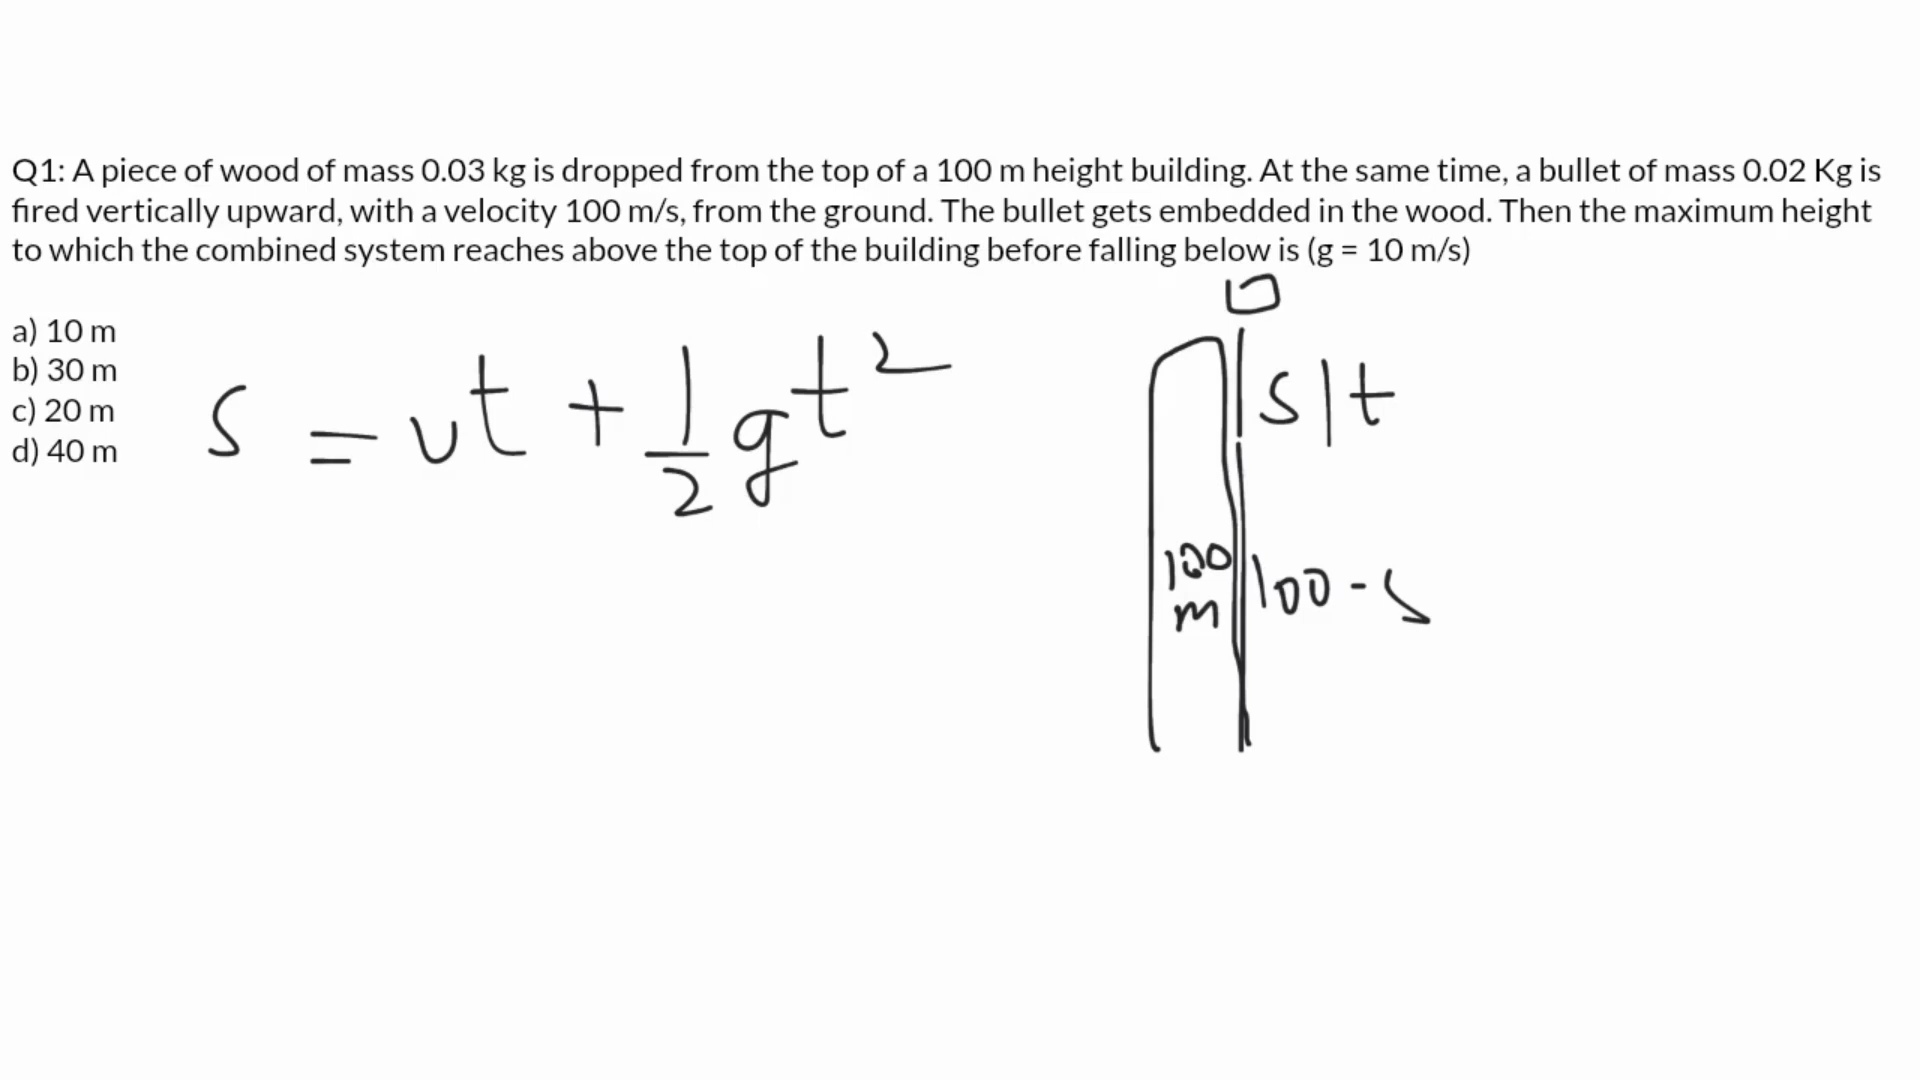 Q1: A piece of wood of mass 0.03 kg is dropped from the top of a 100 m height building. At the same time, a bullet of mass 0.02 Kg is
fired vertically upward, with a velocity 100 m/s, from the ground. The bullet gets embedded in the wood. Then the maximum height
to which the combined system reaches above the top of the building before falling below is (g = 10 m/s)
a) 10 m
b) 30 m
c) 20 m
d) 40 m
s = ut + 1/2 gt²
s | t
100 m
100 - s